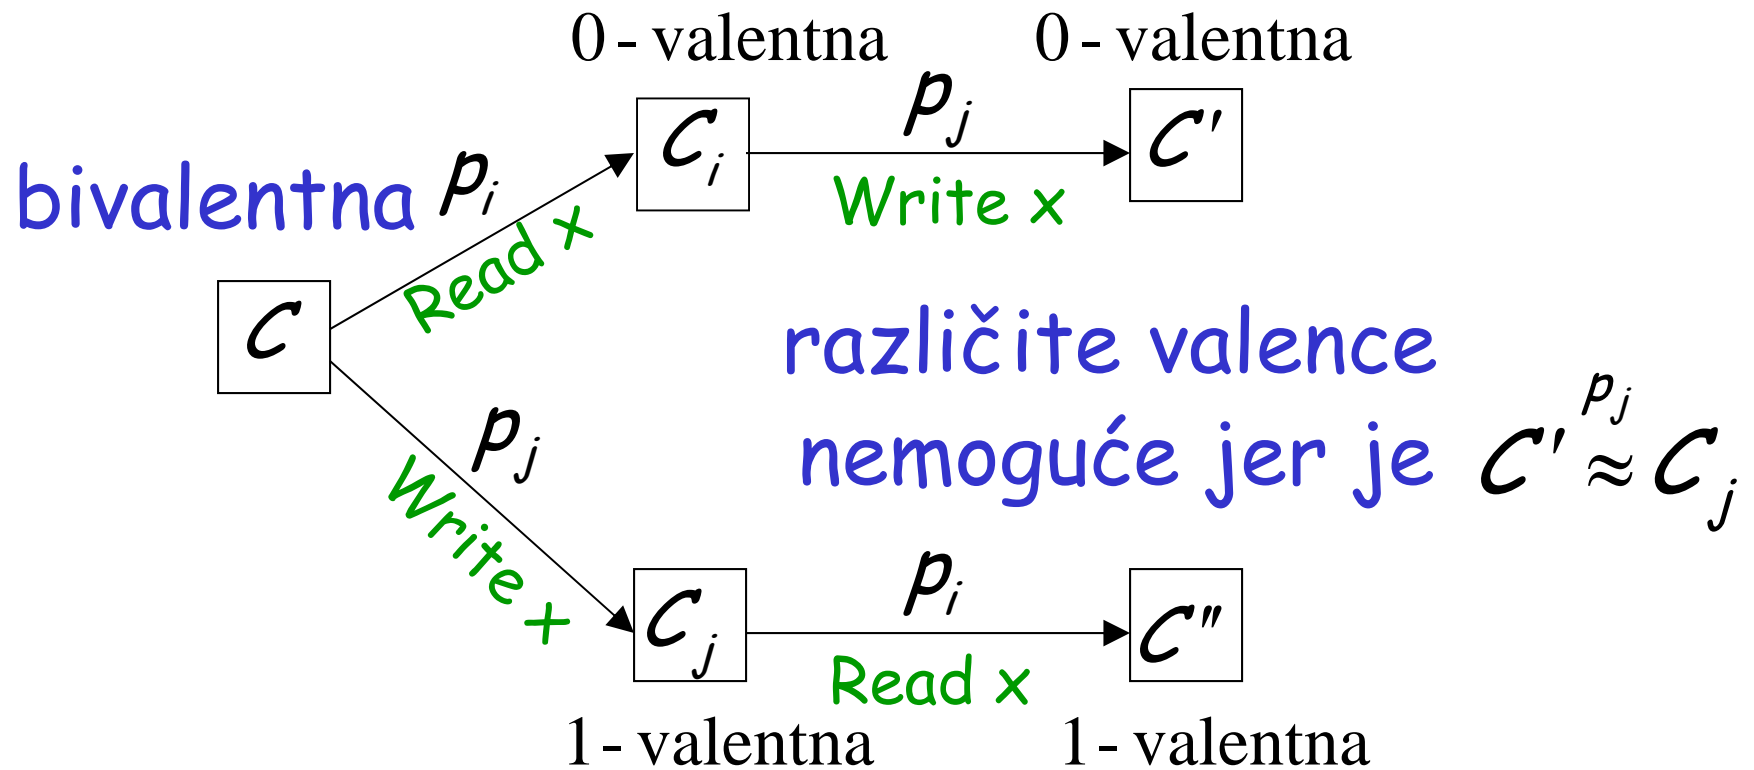 0 - valentna 0 - valentna
bivalentna
p_i
Read x
C_i
p_j
Write x
C'
C
različite valence
nemoguće jer je C' ≈ C_j
p_j
p_j
Write x
C_j
p_i
Read x
C"
1 - valentna 1 - valentna